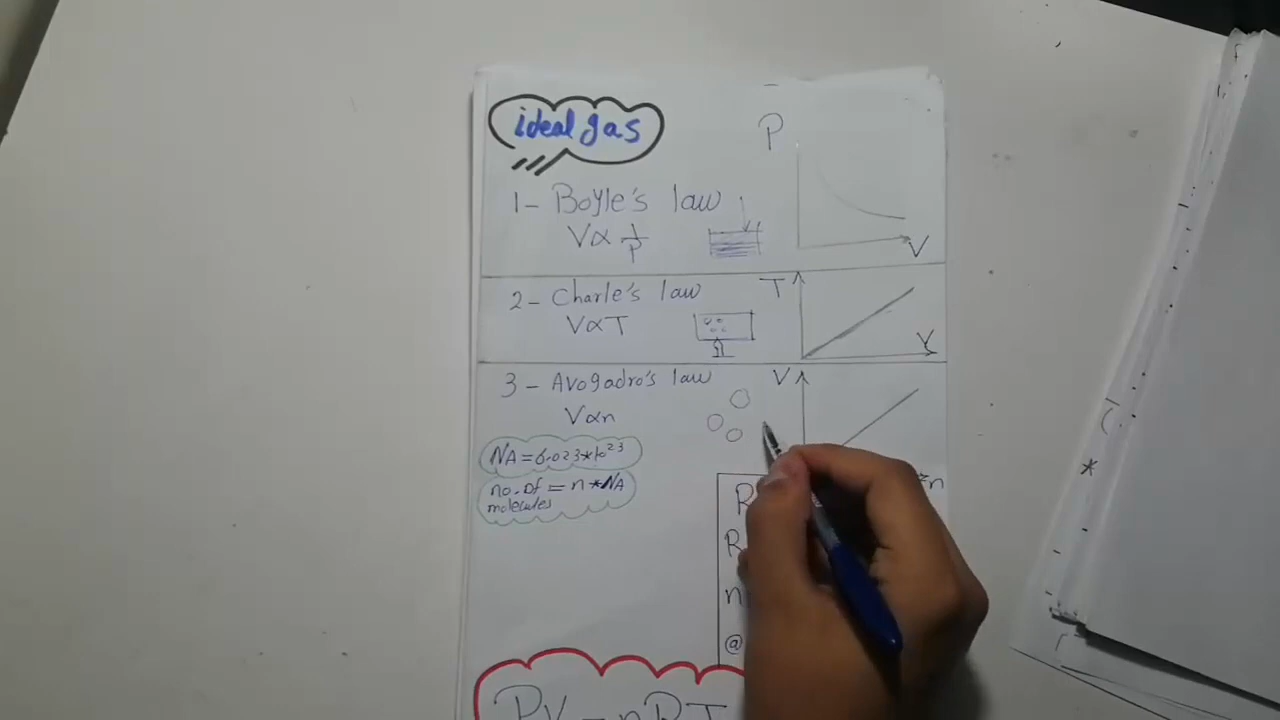 ideal gas
P
1- Boyle's law
V∝ 1/P
V
2- Charle's law
T
V∝T
V
3- Avogadro's law
V
V∝n
NA=6.023*10^23
no. of = n*NA
molecules
n
R
R
n
@
PV = nRT